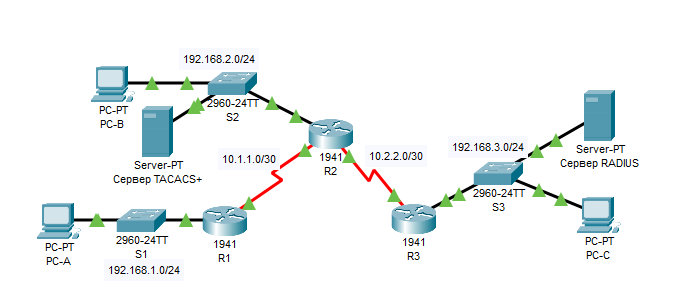 192.168.2.0/24
PC-PT
PC-B
2960-24TT
S2
Server-PT
Сервер TACACS+
1941
R2
10.1.1.0/30
10.2.2.0/30
192.168.3.0/24
Server-PT
Сервер RADIUS
2960-24TT
S3
PC-PT
PC-A
2960-24TT
S1
192.168.1.0/24
1941
R1
1941
R3
PC-PT
PC-C